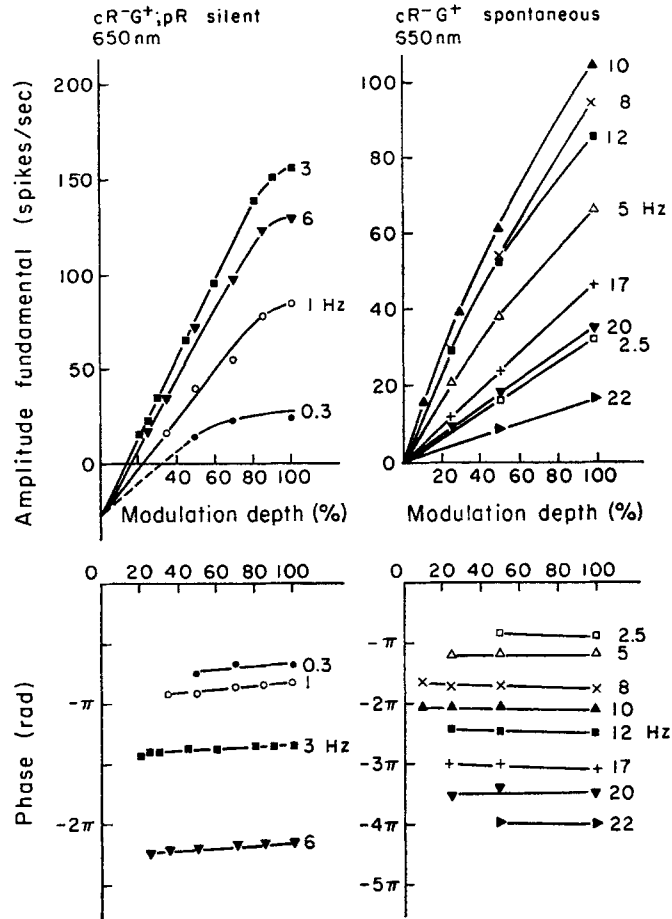 cR⁻G⁺;pR silent
650nm
cR⁻G⁺ spontaneous
650nm
Amplitude fundamental (spikes/sec)
200
150
100
50
0
3
6
1 Hz
0.3
20 40 60 80 100
Modulation depth (%)
100
80
60
40
20
0
10
8
12
5 Hz
17
20
2.5
22
20 40 60 80 100
Modulation depth (%)
Phase (rad)
0 20 40 60 80 100
-π
-2π
0.3
1
3 Hz
6
0 20 40 60 80 100
-π
-2π
-3π
-4π
-5π
2.5
5
8
10
12 Hz
17
20
22